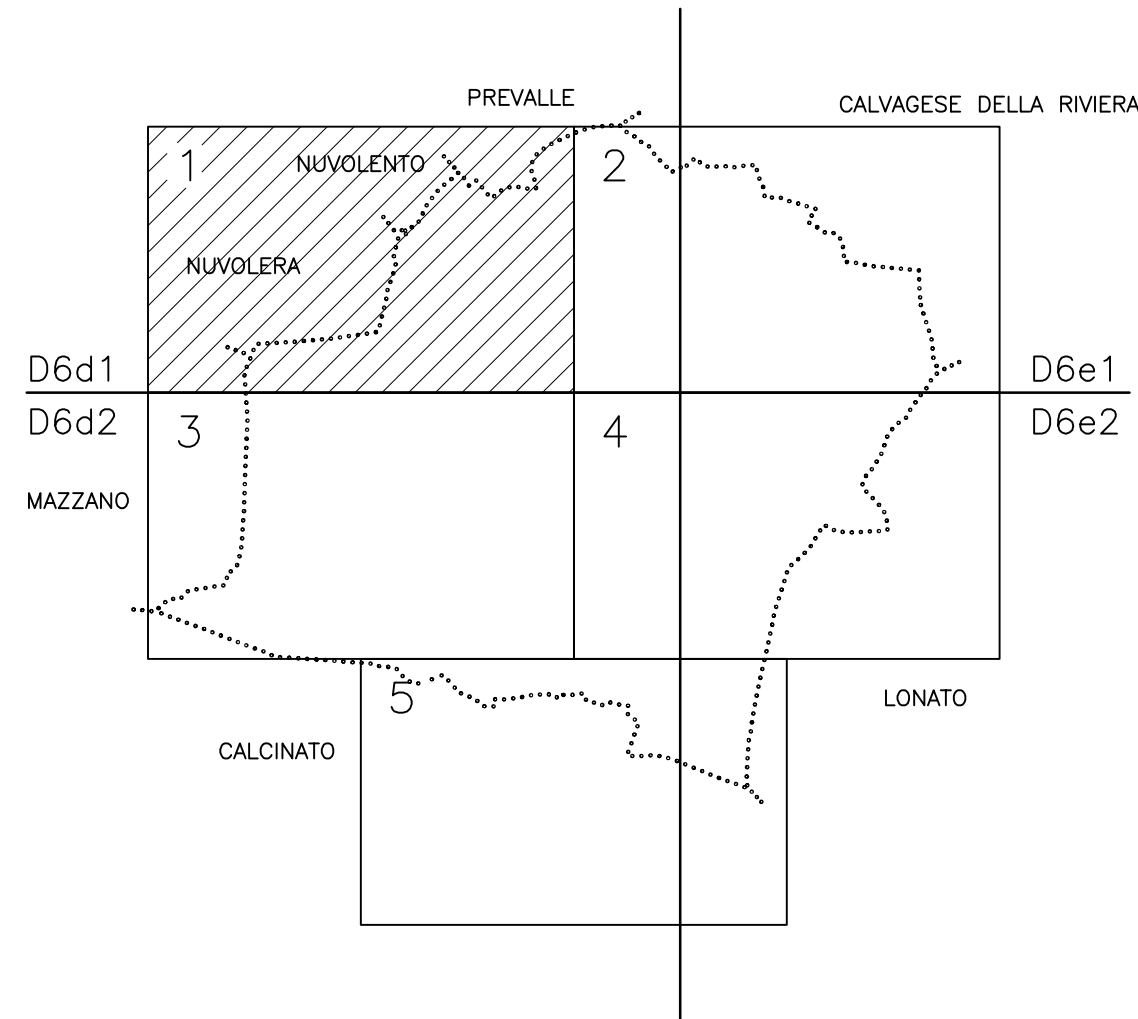 PREVALLE
CALVAGESE DELLA RIVIERA
1
NUVOLENTO
2
NUVOLERA
D6d1
D6e1
D6d2
3
4
D6e2
MAZZANO
5
LONATO
CALCINATO